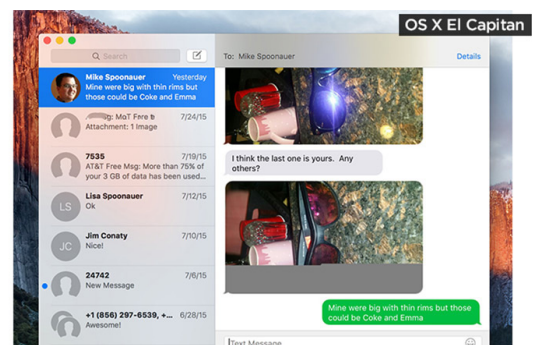 OS X El Capitan
Search
To: Mike Spoonauer
Details
Mike Spoonauer
Yesterday
Mine were big with thin rims but
those could be Coke and Emma
7/24/15
Attachment: 1 Image
7535
7/19/15
AT&T Free Msg: More than 75% of
your 3 GB of data has been used...
LS
Lisa Spoonauer
7/12/15
Ok
JC
Jim Conaty
7/10/15
Nice!
24742
7/6/15
New Message
+1 (856) 297-6539, +...
6/28/15
Awesome!
I think the last one is yours. Any
others?
Mine were big with thin rims but those
could be Coke and Emma
Text Message